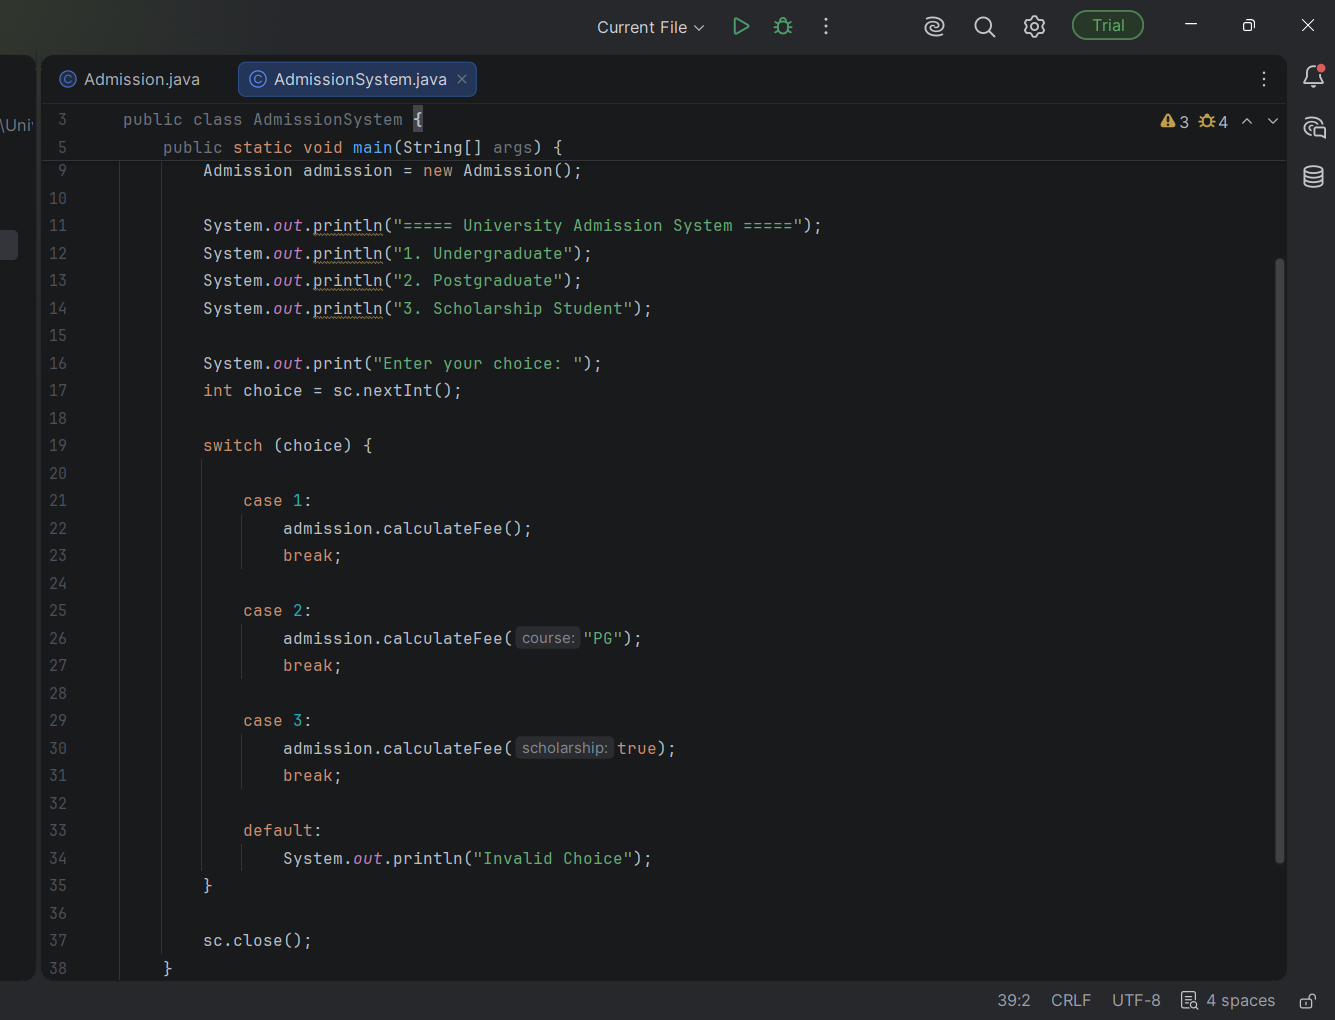 Current File
Trial
Admission.java
AdmissionSystem.java
\Uni
3 public class AdmissionSystem {
3 4
5 public static void main(String[] args) {
9 Admission admission = new Admission();
10
11 System.out.println("===== University Admission System =====");
12 System.out.println("1. Undergraduate");
13 System.out.println("2. Postgraduate");
14 System.out.println("3. Scholarship Student");
15
16 System.out.print("Enter your choice: ");
17 int choice = sc.nextInt();
18
19 switch (choice) {
20
21 case 1:
22 admission.calculateFee();
23 break;
24
25 case 2:
26 admission.calculateFee( course: "PG");
27 break;
28
29 case 3:
30 admission.calculateFee( scholarship: true);
31 break;
32
33 default:
34 System.out.println("Invalid Choice");
35 }
36
37 sc.close();
38 }
39:2 CRLF UTF-8 4 spaces